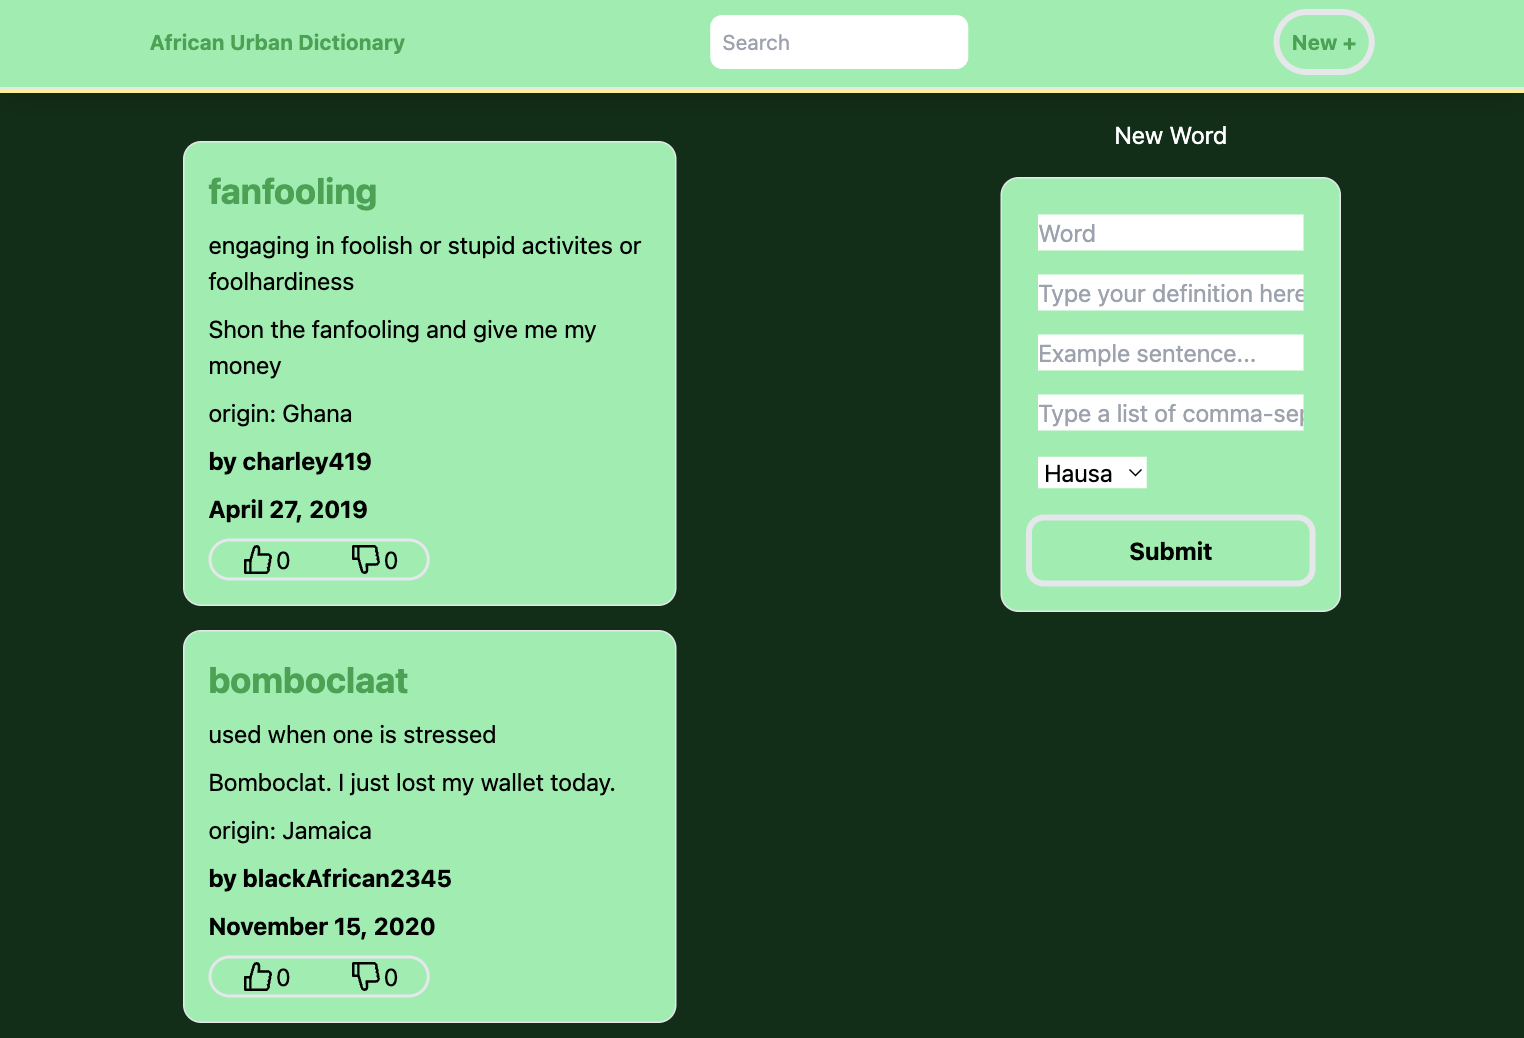 African Urban Dictionary
Search
New +
fanfooling
engaging in foolish or stupid activites or
foolhardiness
Shon the fanfooling and give me my
money
origin: Ghana
by charley419
April 27, 2019
0 0
bomboclaat
used when one is stressed
Bomboclat. I just lost my wallet today.
origin: Jamaica
by blackAfrican2345
November 15, 2020
0 0
New Word
Word
Type your definition here
Example sentence...
Type a list of comma-sep
Hausa
Submit